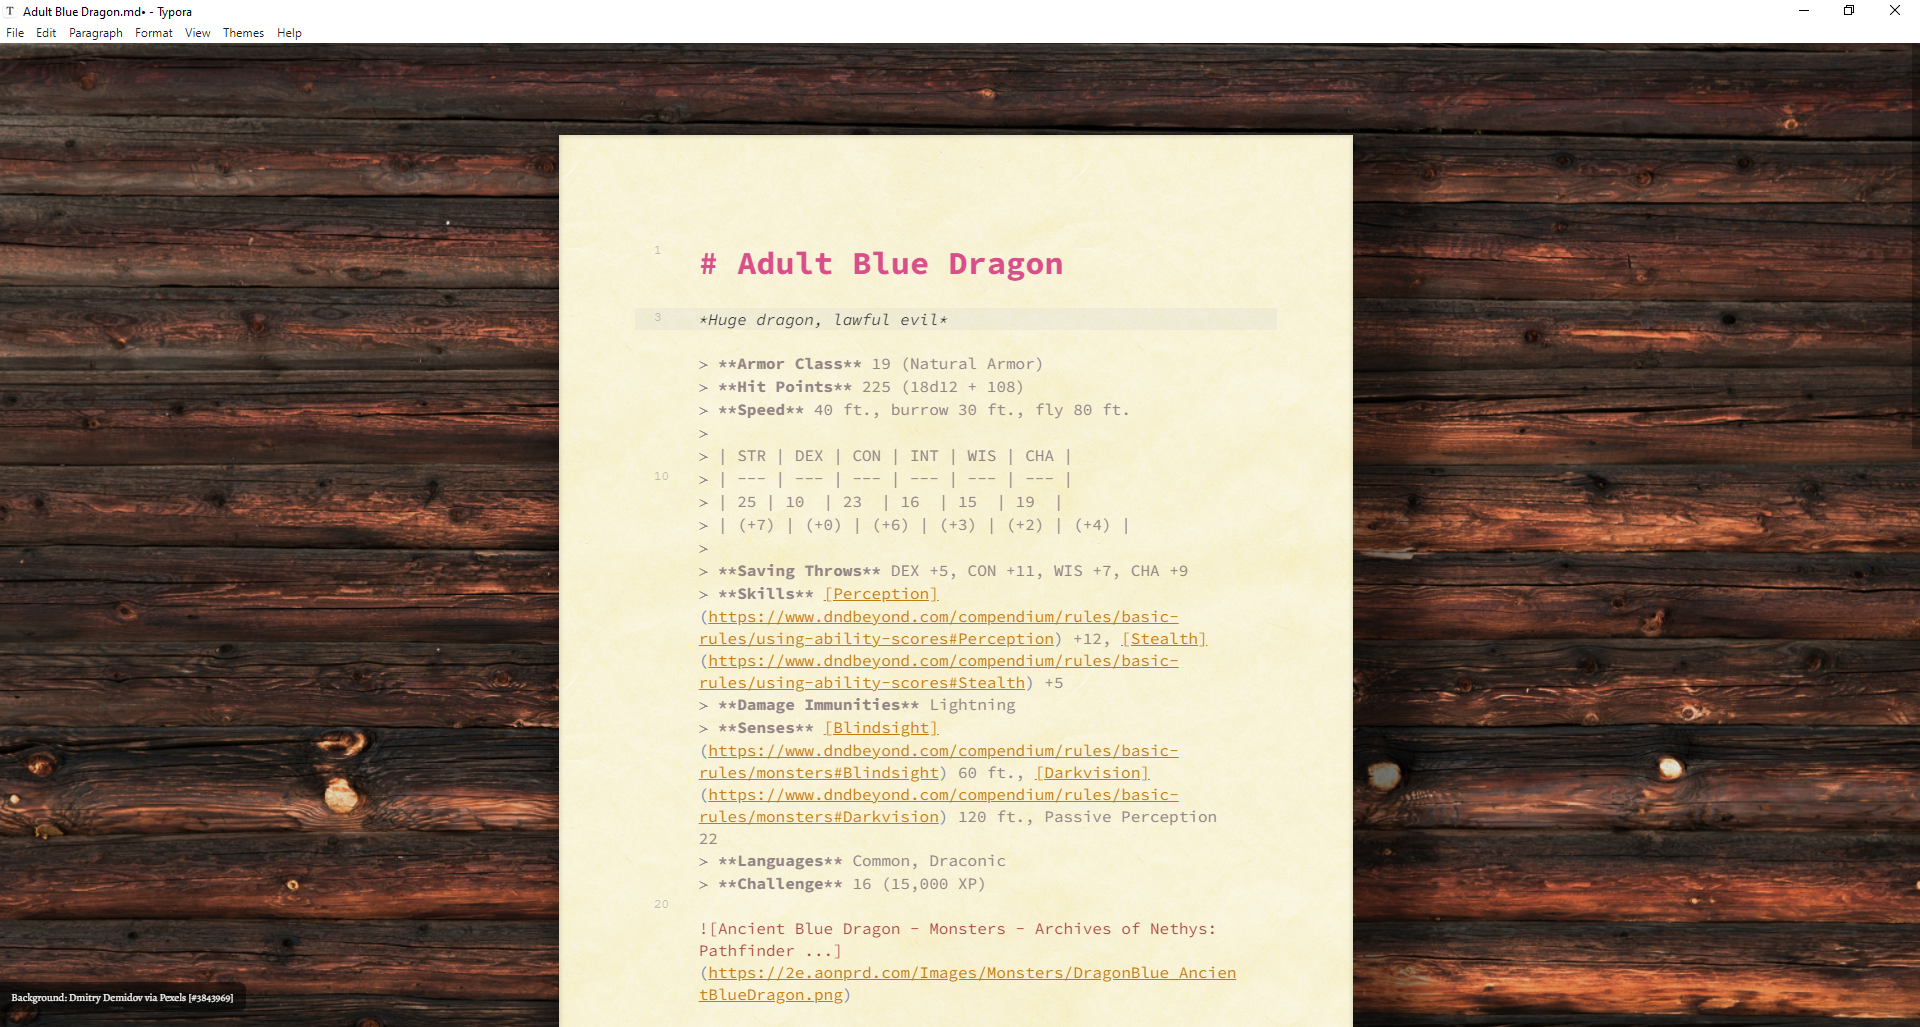 Adult Blue Dragon.md• - Typora
File Edit Paragraph Format View Themes Help
1
# Adult Blue Dragon
3
*Huge dragon, lawful evil*
> **Armor Class** 19 (Natural Armor)
> **Hit Points** 225 (18d12 + 108)
> **Speed** 40 ft., burrow 30 ft., fly 80 ft.
>
> | STR | DEX | CON | INT | WIS | CHA |
10
> | --- | --- | --- | --- | --- | --- |
> | 25 | 10  | 23  | 16  | 15  | 19  |
> | (+7) | (+0) | (+6) | (+3) | (+2) | (+4) |
>
> **Saving Throws** DEX +5, CON +11, WIS +7, CHA +9
> **Skills** [Perception]
(https://www.dndbeyond.com/compendium/rules/basic-
rules/using-ability-scores#Perception) +12, [Stealth]
(https://www.dndbeyond.com/compendium/rules/basic-
rules/using-ability-scores#Stealth) +5
> **Damage Immunities** Lightning
> **Senses** [Blindsight]
(https://www.dndbeyond.com/compendium/rules/basic-
rules/monsters#Blindsight) 60 ft., [Darkvision]
(https://www.dndbeyond.com/compendium/rules/basic-
rules/monsters#Darkvision) 120 ft., Passive Perception
22
> **Languages** Common, Draconic
> **Challenge** 16 (15,000 XP)
20
![Ancient Blue Dragon - Monsters - Archives of Nethys:
Pathfinder ...]
(https://2e.aonprd.com/Images/Monsters/DragonBlue_Ancien
tBlueDragon.png)
Background: Dmitry Demidov via Pexels [#3843969]